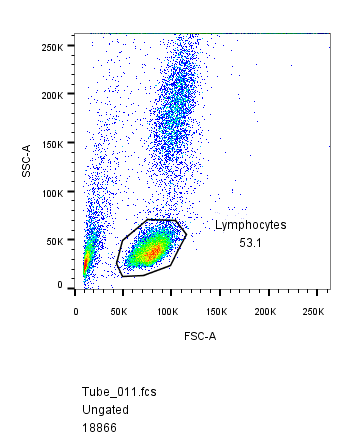 250K
200K
150K
100K
50K
0
SSC-A
Lymphocytes
53.1
0 50K 100K 150K 200K 250K
FSC-A
Tube_011.fcs
Ungated
18866